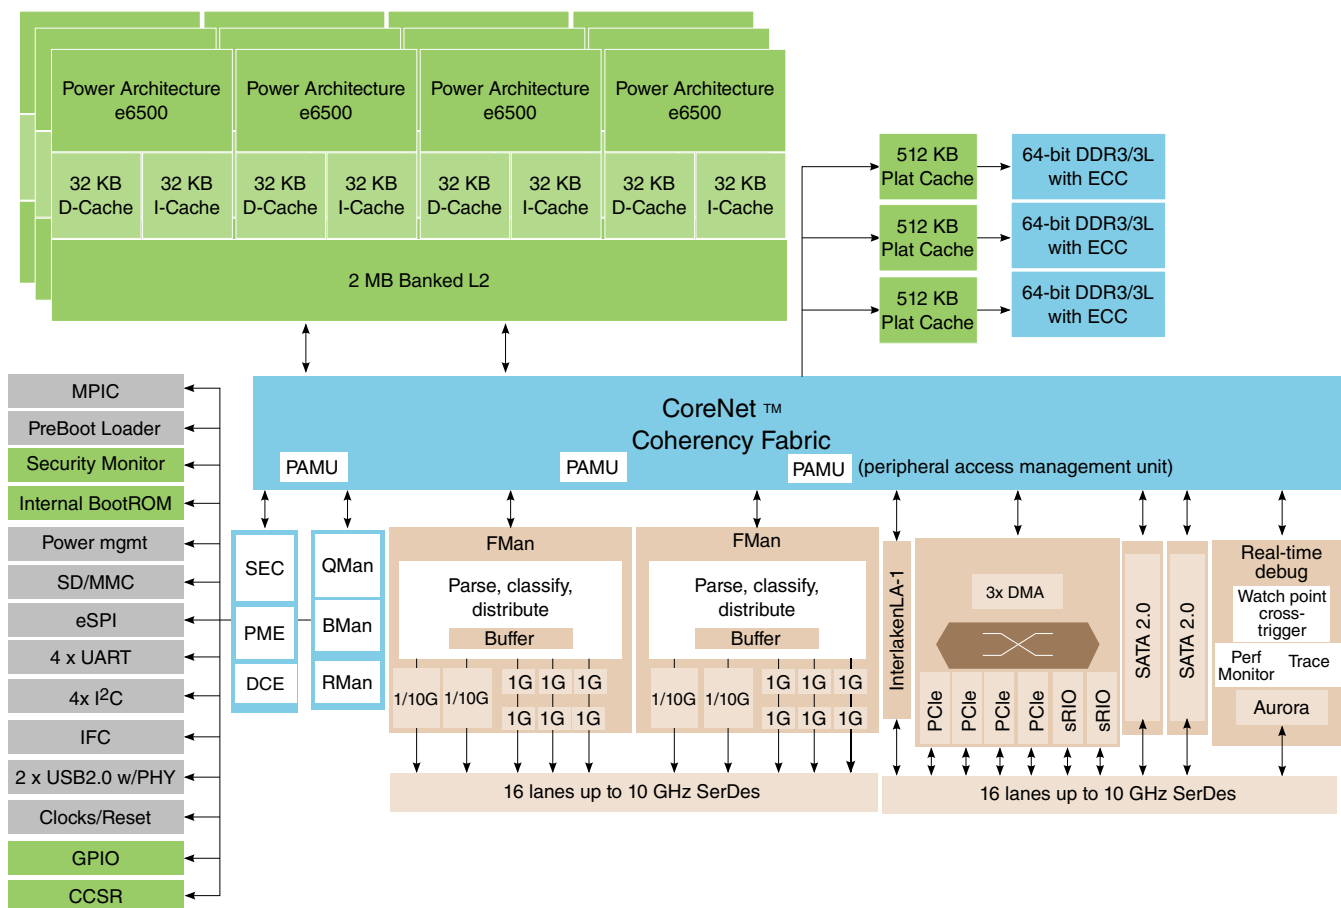 Power Architecture
e6500
Power Architecture
e6500
Power Architecture
e6500
Power Architecture
e6500
32 KB
D-Cache
32 KB
I-Cache
32 KB
D-Cache
32 KB
I-Cache
32 KB
D-Cache
32 KB
I-Cache
32 KB
D-Cache
32 KB
I-Cache
2 MB Banked L2
512 KB
Plat Cache
64-bit DDR3/3L
with ECC
512 KB
Plat Cache
64-bit DDR3/3L
with ECC
512 KB
Plat Cache
64-bit DDR3/3L
with ECC
MPIC
PreBoot Loader
Security Monitor
Internal BootROM
Power mgmt
SD/MMC
eSPI
4 x UART
4x I²C
IFC
2 x USB2.0 w/PHY
Clocks/Reset
GPIO
CCSR
CoreNet ™
Coherency Fabric
PAMU
PAMU
PAMU (peripheral access management unit)
SEC
PME
DCE
QMan
BMan
RMan
FMan
Parse, classify,
distribute
Buffer
1/10G
1/10G
1G
1G
1G
1G
1G
1G
FMan
Parse, classify,
distribute
Buffer
1/10G
1/10G
1G
1G
1G
1G
1G
1G
16 lanes up to 10 GHz SerDes
InterlakenLA-1
3x DMA
PCIe
PCIe
PCIe
PCIe
sRIO
sRIO
SATA 2.0
SATA 2.0
Real-time
debug
Watch point
cross-
trigger
Perf
Monitor
Trace
Aurora
16 lanes up to 10 GHz SerDes